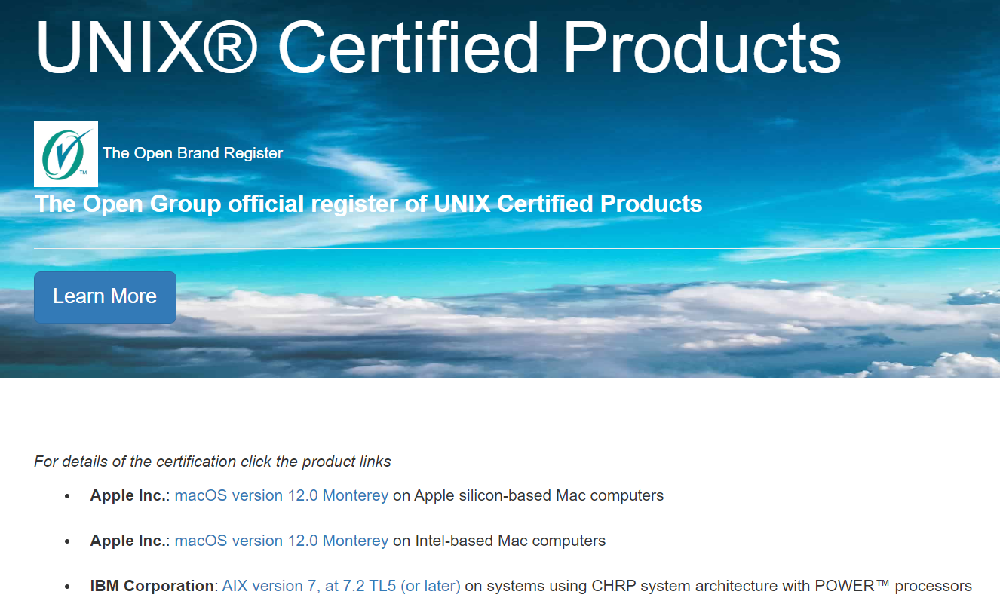 UNIX® Certified Products
The Open Brand Register
TM
The Open Group official register of UNIX Certified Products
Learn More
For details of the certification click the product links
• Apple Inc.: macOS version 12.0 Monterey on Apple silicon-based Mac computers
• Apple Inc.: macOS version 12.0 Monterey on Intel-based Mac computers
• IBM Corporation: AIX version 7, at 7.2 TL5 (or later) on systems using CHRP system architecture with POWER™ processors